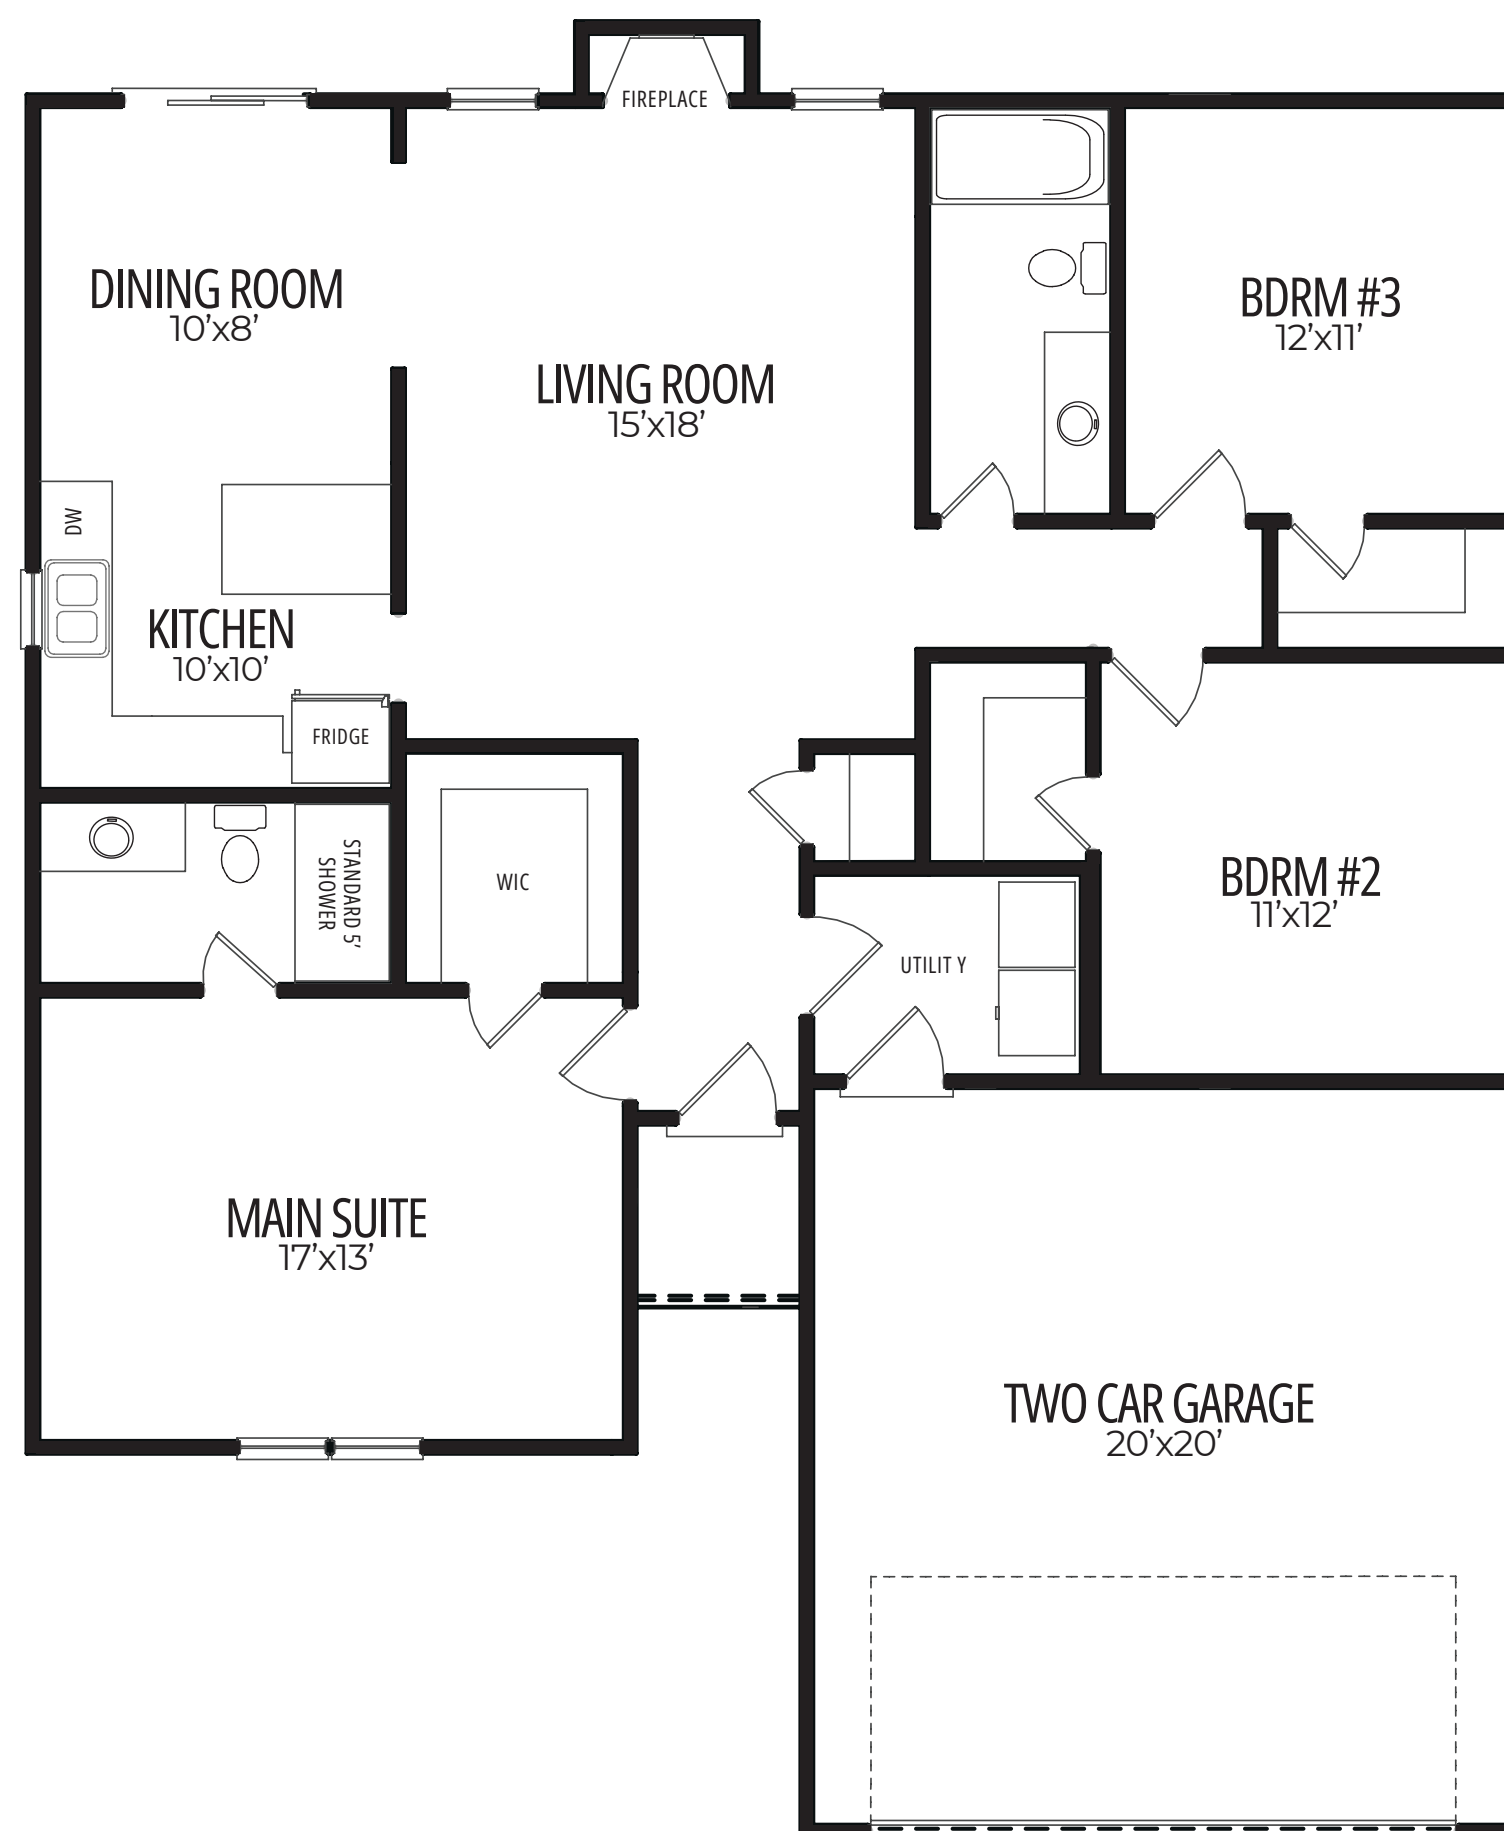 FIREPLACE
DINING ROOM
10’x8’
BDRM #3
12’x11’
LIVING ROOM
15’x18’
DW
KITCHEN
10’x10’
FRIDGE
STANDARD 5’
SHOWER
WIC
BDRM #2
11’x12’
UTILIT Y
MAIN SUITE
17’x13’
TWO CAR GARAGE
20’x20’